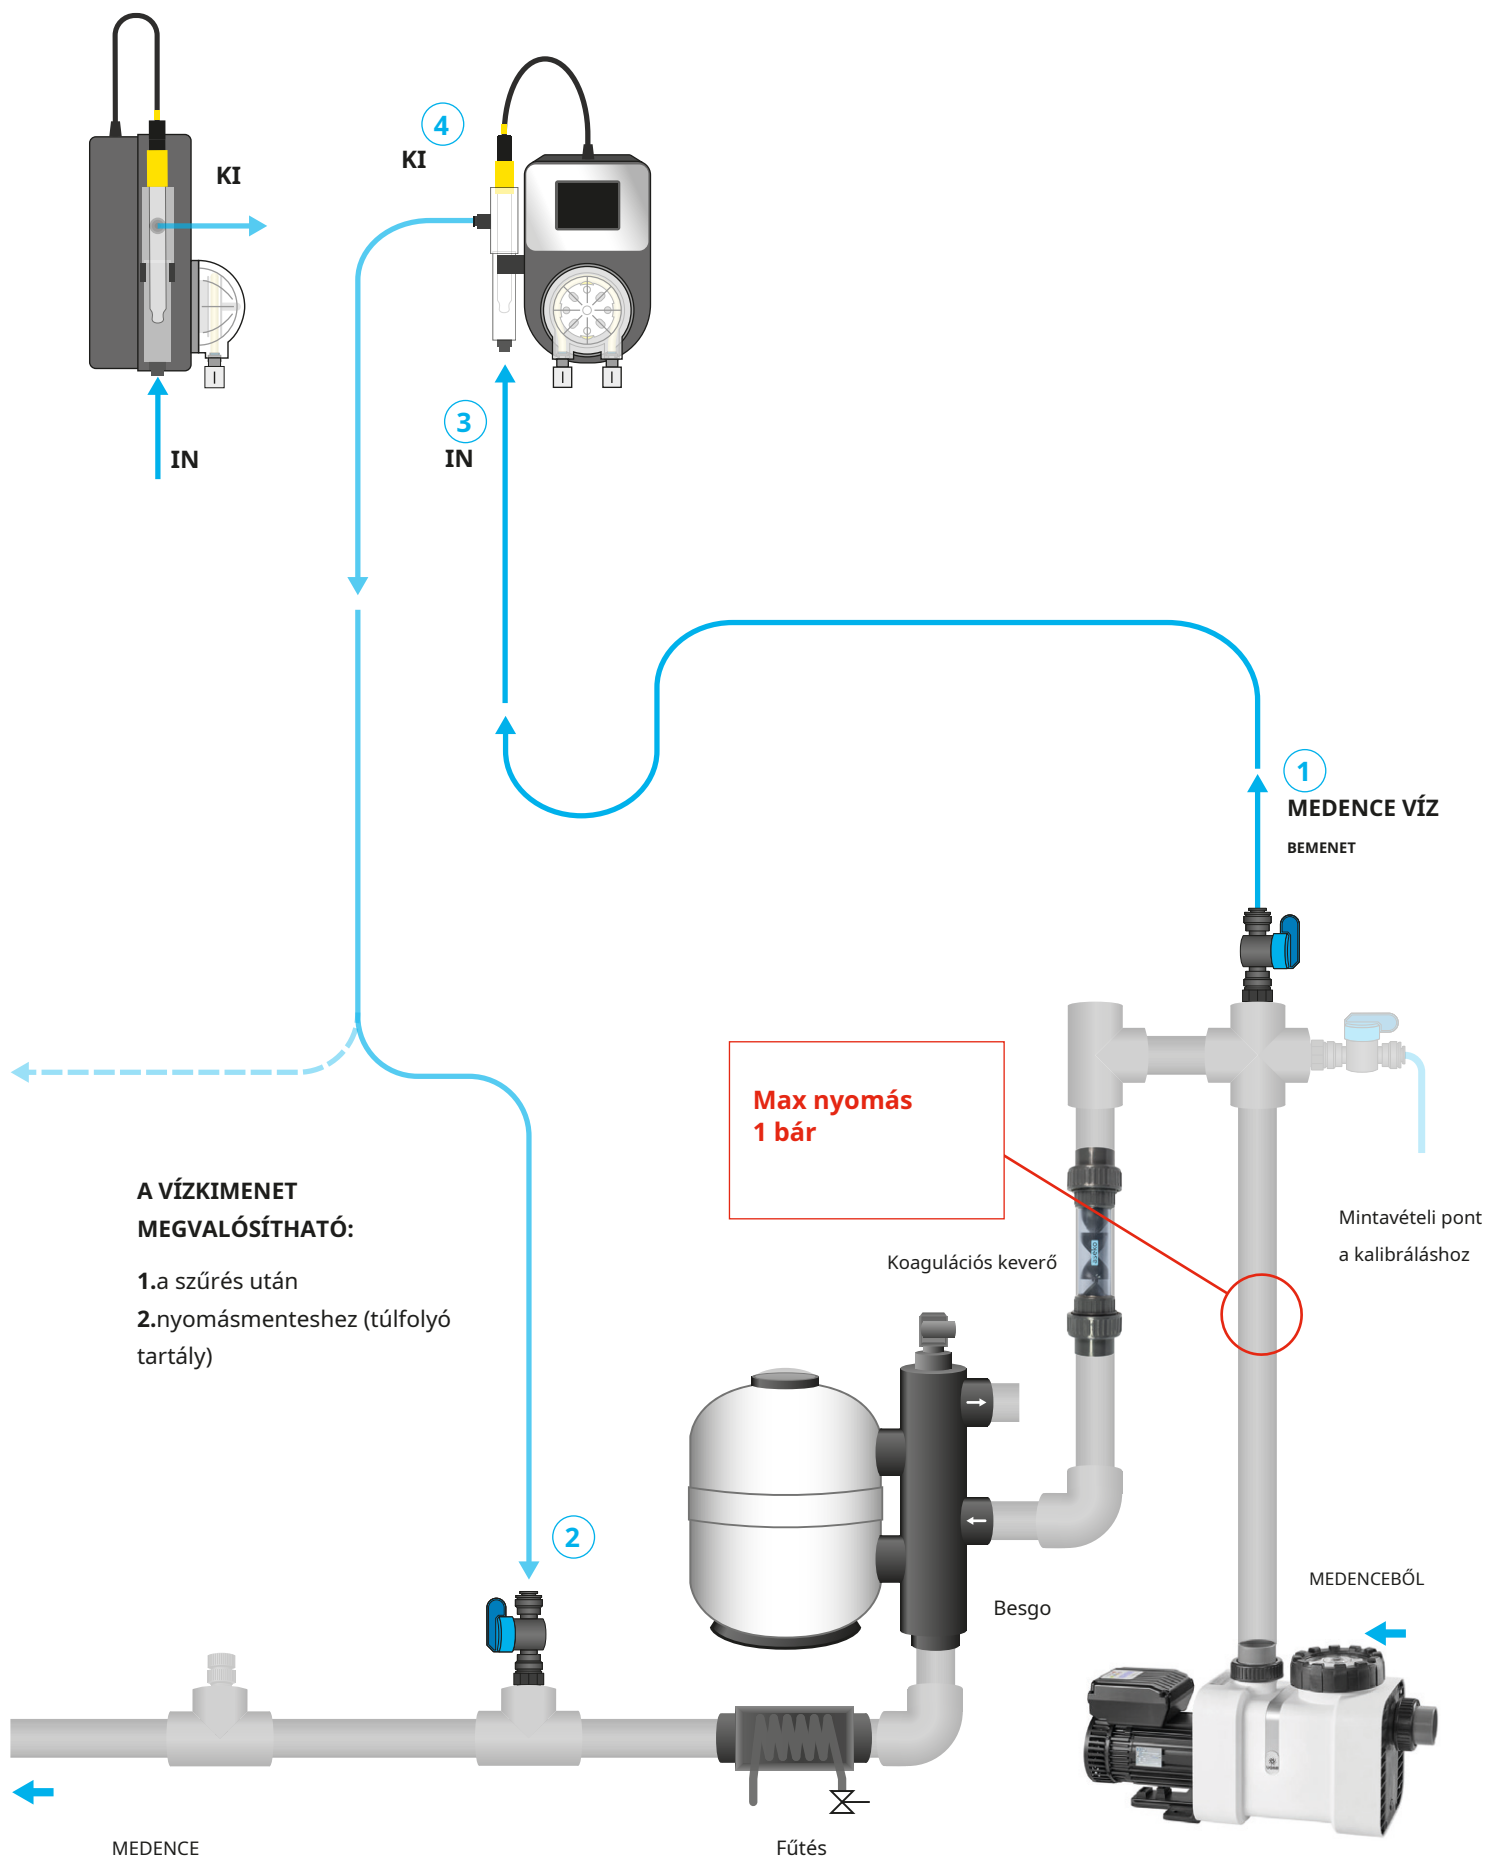 4
KI
KI
3
IN
IN
1
MEDENCE VÍZ
BEMENET
Max nyomás
1 bár
A VÍZKIMENET
MEGVALÓSÍTHATÓ:
1.a szűrés után
2.nyomásmenteshez (túlfolyó
tartály)
Mintavételi pont
a kalibráláshoz
Koagulációs keverő
aseko
2
Besgo
MEDENCEBŐL
MEDENCE
Fűtés